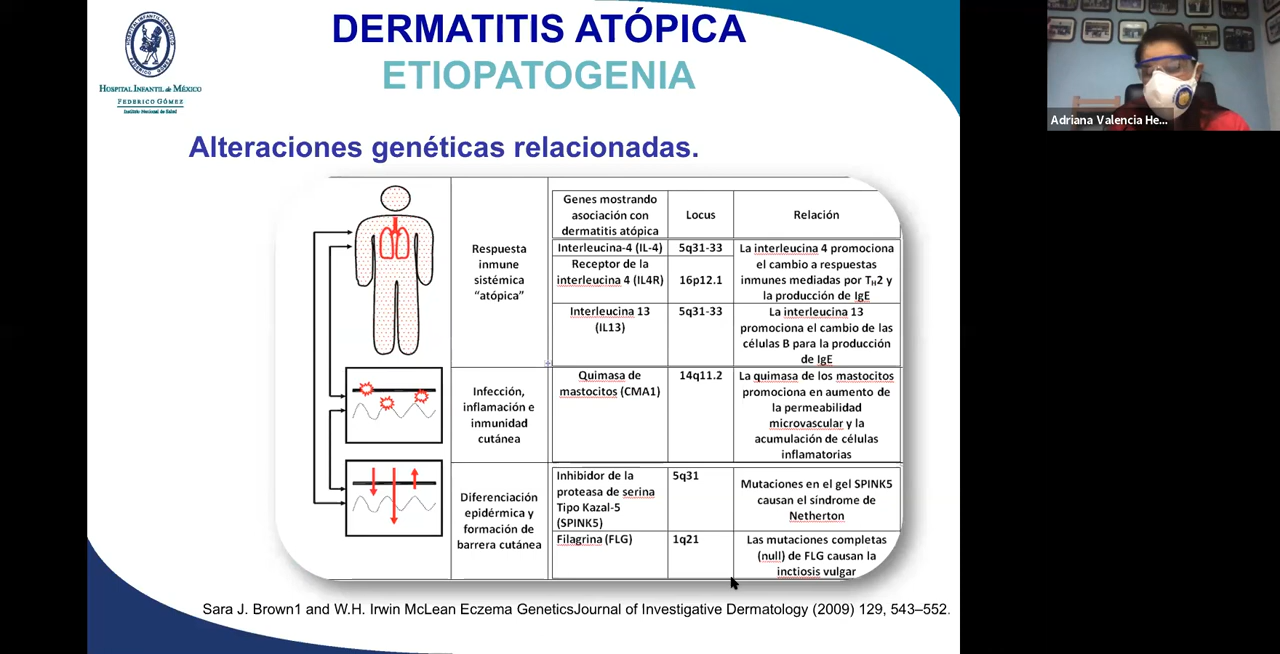 DERMATITIS ATÓPICA
ETIOPATOGENIA
HOSPITAL INFANTIL de MÉXICO
FEDERICO GÓMEZ
Instituto Nacional de Salud
Adriana Valencia He...
Alteraciones genéticas relacionadas.
Genes mostrando
asociación con
dermatitis atópica
Locus
Relación
Respuesta
inmune
sistémica
“atópica”
Interleucina-4 (IL-4)
5q31-33
Receptor de la
interleucina 4 (IL4R)
16p12.1
La interleucina 4 promociona
el cambio a respuestas
inmunes mediadas por TH2 y
la producción de IgE
Interleucina 13
(IL13)
5q31-33
La interleucina 13
promociona el cambio de las
células B para la producción
de IgE
Infección,
inflamación e
inmunidad
cutánea
Quimasa de
mastocitos (CMA1)
14q11.2
La quimasa de los mastocitos
promociona en aumento de
la permeabilidad
microvascular y la
acumulación de células
inflamatorias
Diferenciación
epidérmica y
formación de
barrera cutánea
Inhibidor de la
proteasa de serina
Tipo Kazal-5
(SPINK5)
5q31
Mutaciones en el gel SPINK5
causan el síndrome de
Netherton
Filagrina (FLG)
1q21
Las mutaciones completas
(null) de FLG causan la
inctiosis vulgar
Sara J. Brown1 and W.H. Irwin McLean Eczema GeneticsJournal of Investigative Dermatology (2009) 129, 543–552.